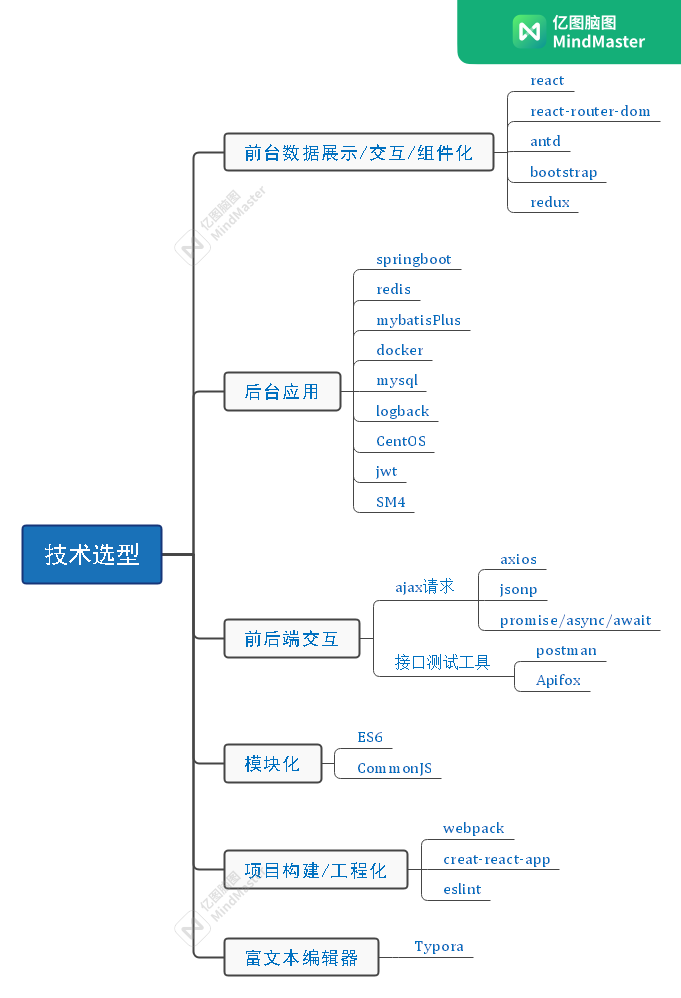 亿图脑图
MindMaster
react
react-router-dom
前台数据展示/交互/组件化
antd
bootstrap
redux
亿图脑图
MindMaster
springboot
redis
mybatisPlus
docker
后台应用
mysql
logback
CentOS
jwt
SM4
技术选型
前后端交互
ajax请求
axios
jsonp
promise/async/await
接口测试工具
postman
Apifox
模块化
ES6
CommonJS
项目构建/工程化
webpack
creat-react-app
eslint
亿图脑图
MindMaster
富文本编辑器
Typora